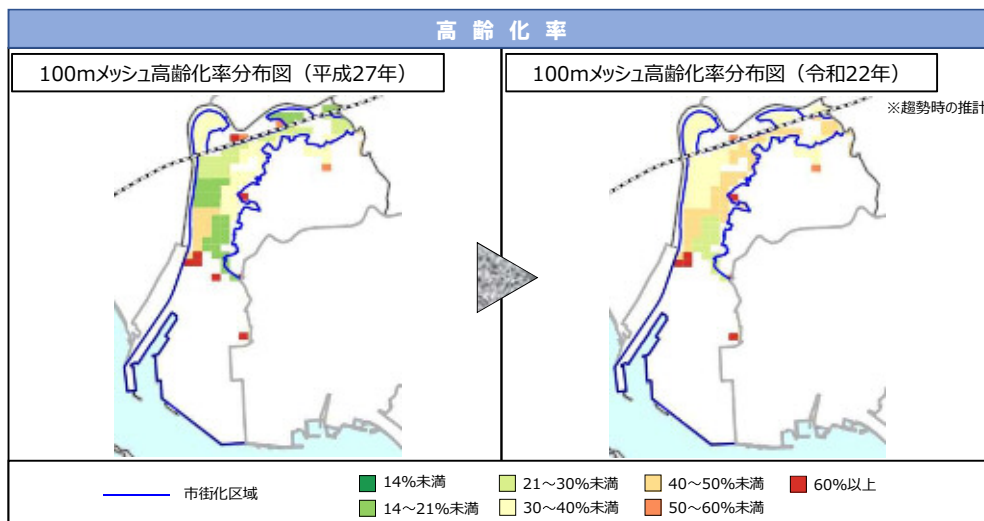 高齢化率
100mメッシュ高齢化率分布図（平成27年）
100mメッシュ高齢化率分布図（令和22年）
※趨勢時の推計
市街化区域
14%未満
21～30%未満
40～50%未満
60%以上
14～21%未満
30～40%未満
50～60%未満